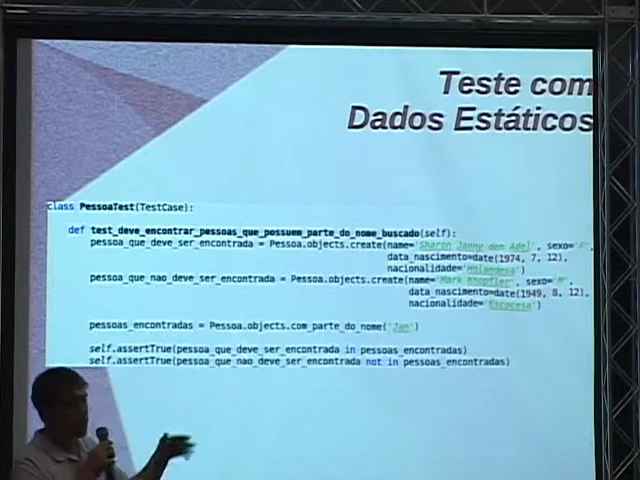 Teste com
Dados Estáticos
class PessoaTest(TestCase):
def test_deve_encontrar_pessoas_que_possuem_parte_do_nome_buscado(self):
pessoa_que_deve_ser_encontrada = Pessoa.objects.create(name='Sharon Janny den Adel', sexo='F',
data_nascimento=date(1974, 7, 12),
nacionalidade='Holandesa')
pessoa_que_nao_deve_ser_encontrada = Pessoa.objects.create(name='Mark Knopfler', sexo='M',
data_nascimento=date(1949, 8, 12),
nacionalidade='Escocesa')
pessoas_encontradas = Pessoa.objects.com_parte_do_nome('Jan')
self.assertTrue(pessoa_que_deve_ser_encontrada in pessoas_encontradas)
self.assertTrue(pessoa_que_nao_deve_ser_encontrada not in pessoas_encontradas)